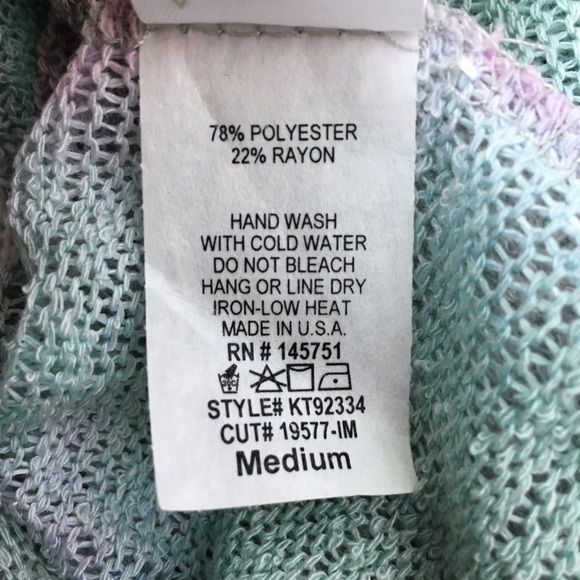 78% POLYESTER
22% RAYON
HAND WASH
WITH COLD WATER
DO NOT BLEACH
HANG OR LINE DRY
IRON-LOW HEAT
MADE IN U.S.A.
RN # 145751
30C
STYLE# KT92334
CUT# 19577-IM
Medium